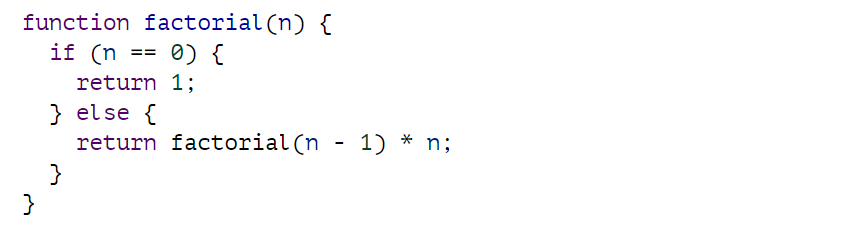 function factorial(n) {
  if (n == 0) {
    return 1;
  } else {
    return factorial(n - 1) * n;
  }
}